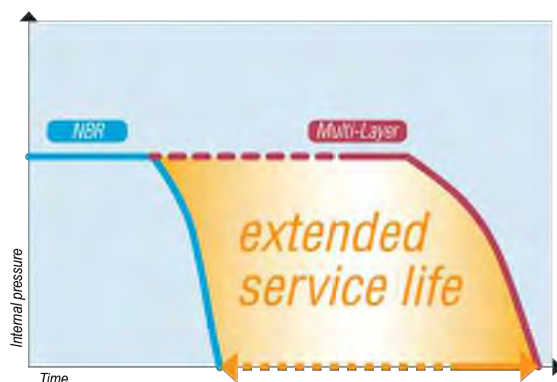 NBR
Multi-Layer
extended
service life
Internal pressure
Time